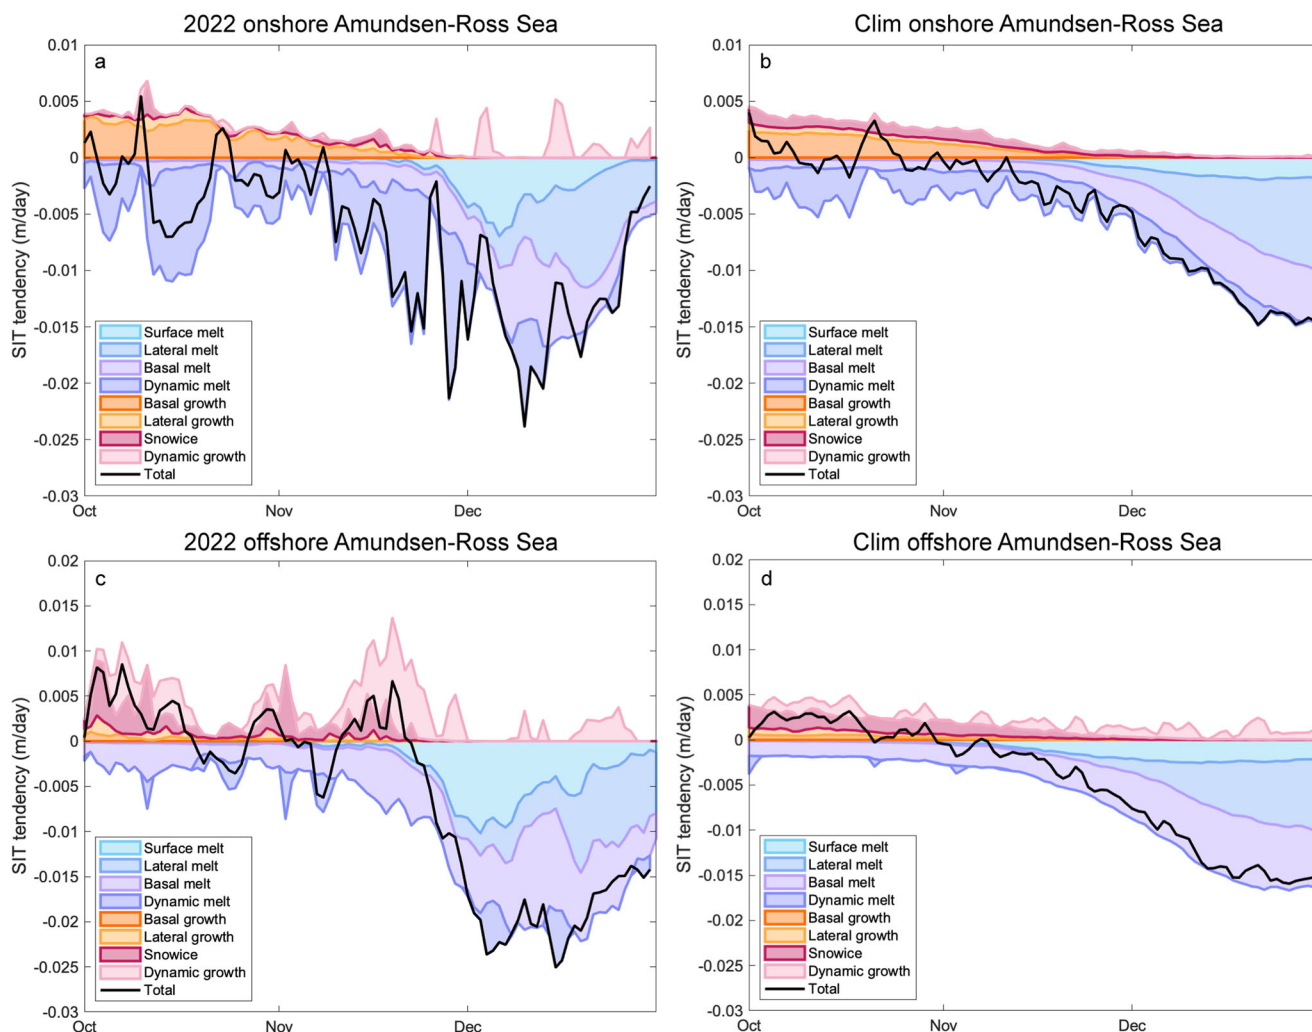 2022 onshore Amundsen-Ross Sea
a
SIT tendency (m/day)
0.01
0.005
0
-0.005
-0.01
-0.015
-0.02
-0.025
-0.03
Surface melt
Lateral melt
Basal melt
Dynamic melt
Basal growth
Lateral growth
Snowice
Dynamic growth
Total
Oct
Nov
Dec
Clim onshore Amundsen-Ross Sea
b
SIT tendency (m/day)
0.01
0.005
0
-0.005
-0.01
-0.015
-0.02
-0.025
-0.03
Surface melt
Lateral melt
Basal melt
Dynamic melt
Basal growth
Lateral growth
Snowice
Dynamic growth
Total
Oct
Nov
Dec
2022 offshore Amundsen-Ross Sea
c
SIT tendency (m/day)
0.02
0.015
0.01
0.005
0
-0.005
-0.01
-0.015
-0.02
-0.025
-0.03
Surface melt
Lateral melt
Basal melt
Dynamic melt
Basal growth
Lateral growth
Snowice
Dynamic growth
Total
Oct
Nov
Dec
Clim offshore Amundsen-Ross Sea
d
SIT tendency (m/day)
0.02
0.015
0.01
0.005
0
-0.005
-0.01
-0.015
-0.02
-0.025
-0.03
Surface melt
Lateral melt
Basal melt
Dynamic melt
Basal growth
Lateral growth
Snowice
Dynamic growth
Total
Oct
Nov
Dec